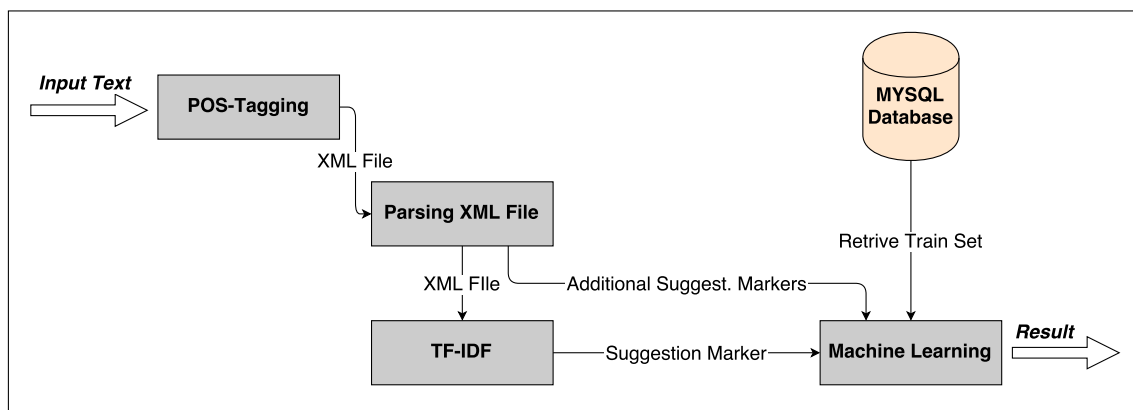 Input Text
POS-Tagging
MYSQL
Database
XML File
Parsing XML File
Retrive Train Set
XML FIle
Additional Suggest. Markers
TF-IDF
Suggestion Marker
Machine Learning
Result